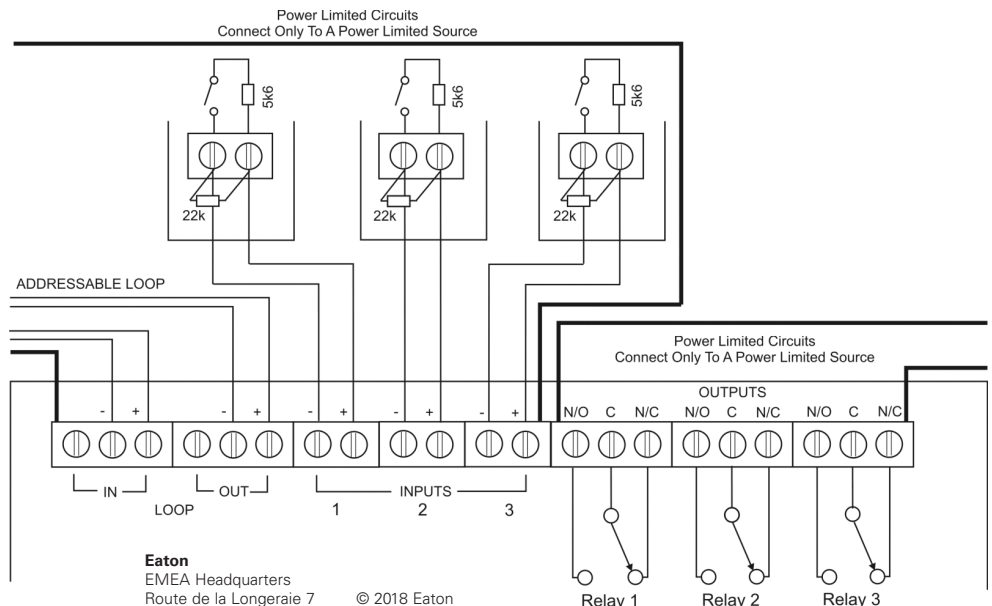 Power Limited Circuits
Connect Only To A Power Limited Source
5k6
5k6
5k6
22k
22k
22k
ADDRESSABLE LOOP
Power Limited Circuits
Connect Only To A Power Limited Source
OUTPUTS
- + - + - + - + - + N/O C N/C N/O C N/C N/O C N/C
IN OUT INPUTS
LOOP 1 2 3
Eaton
EMEA Headquarters
Route de la Longeraie 7 © 2018 Eaton
Relay 1 Relay 2 Relay 3